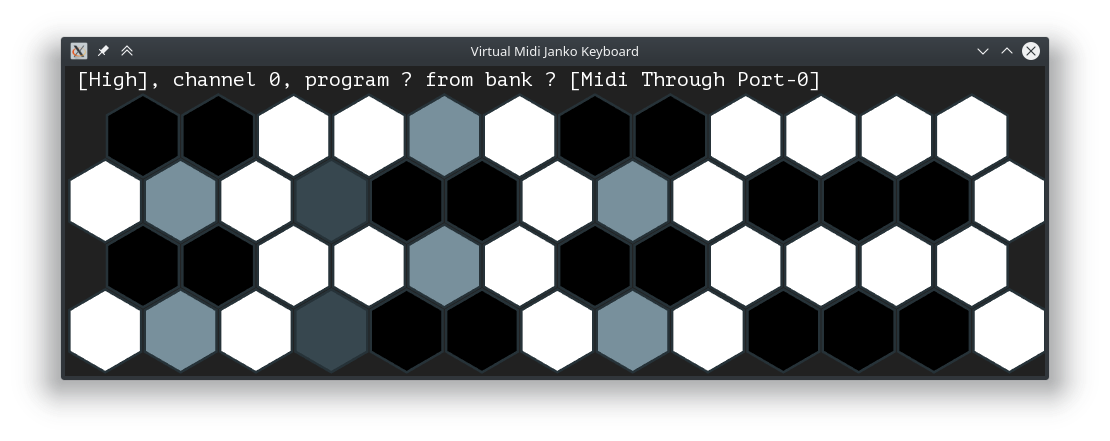 Virtual Midi Janko Keyboard
[High], channel 0, program ? from bank ? [Midi Through Port-0]